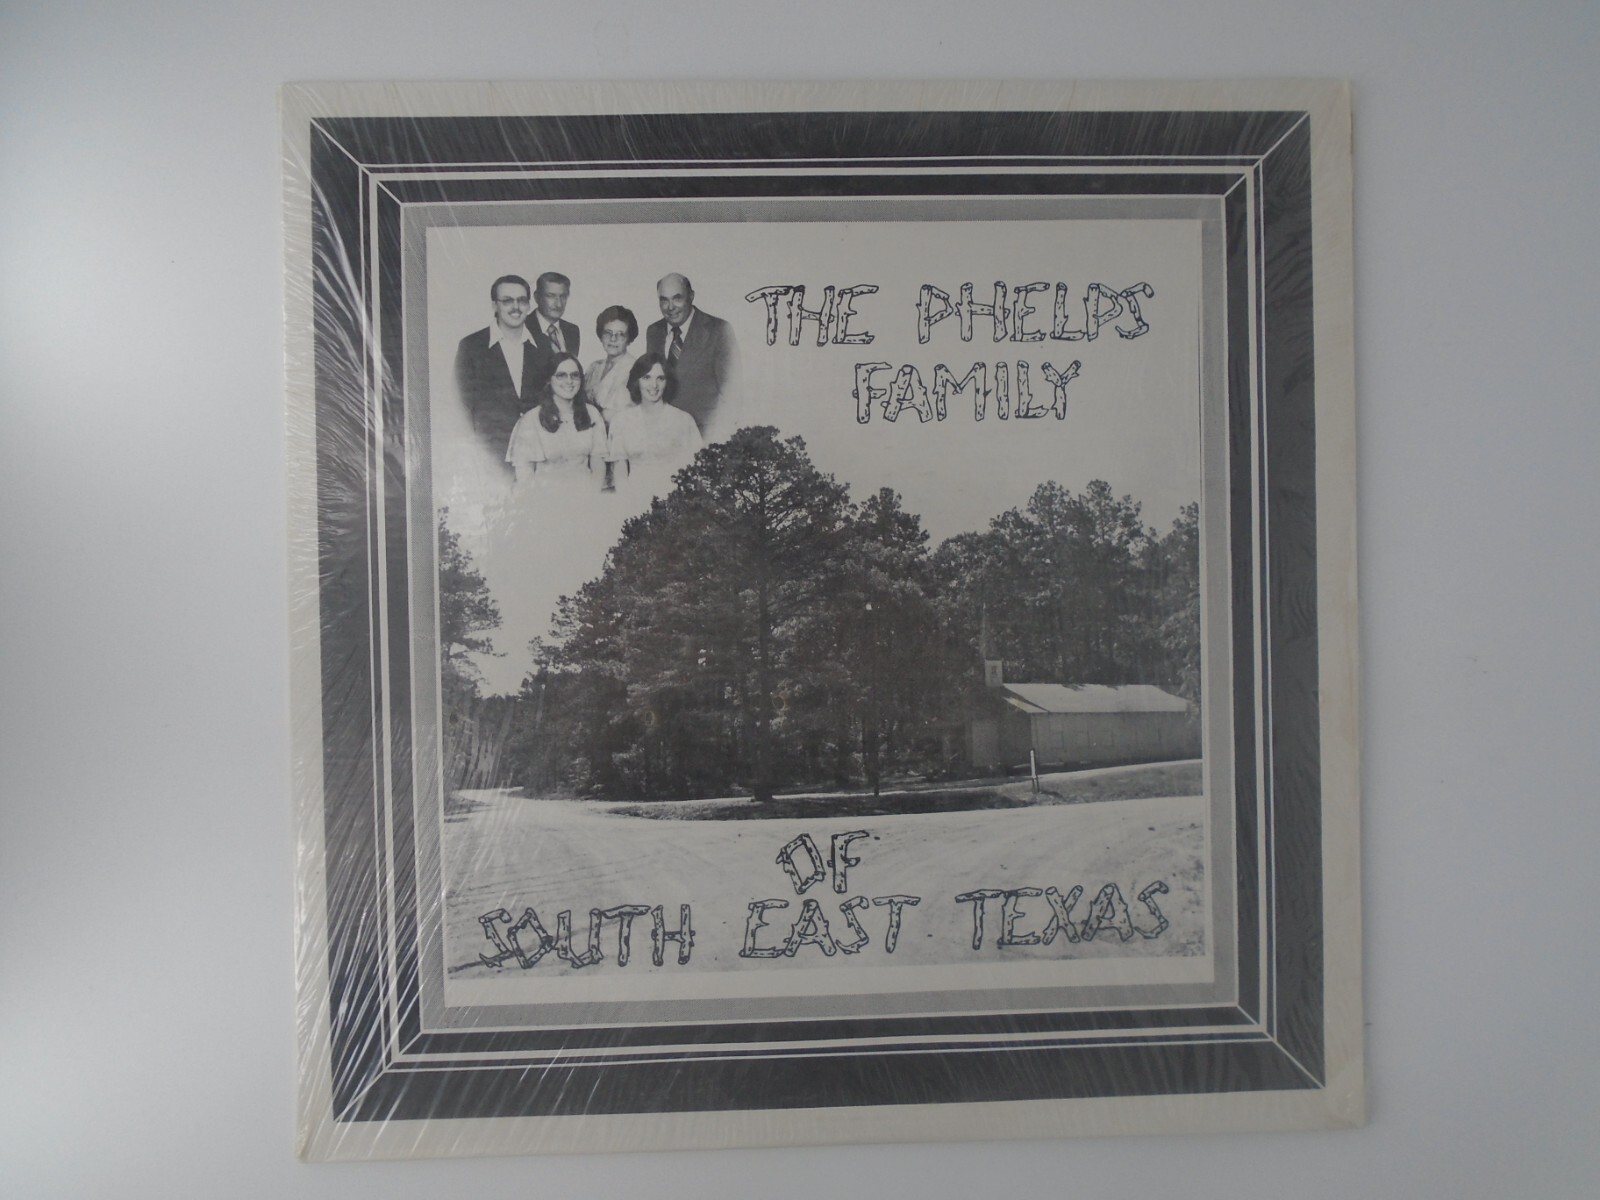 THE PHELPS
FAMILY
OF
SOUTH EAST TEXAS